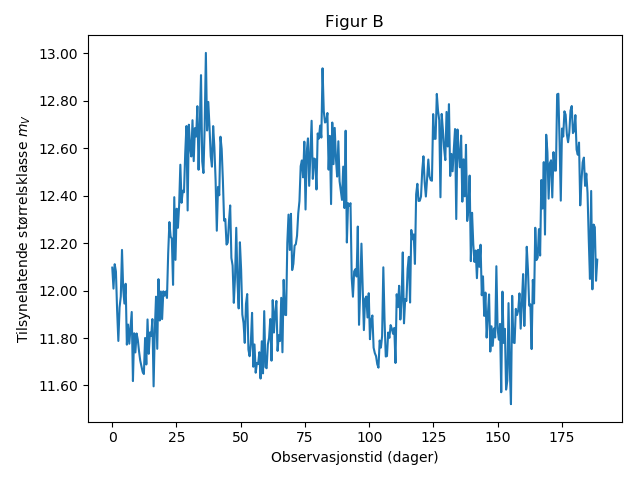 Figur B
13.00
12.80
12.60
12.40
12.20
12.00
11.80
11.60
Tilsynelatende størrelsesklasse m_V
0 25 50 75 100 125 150 175
Observasjonstid (dager)